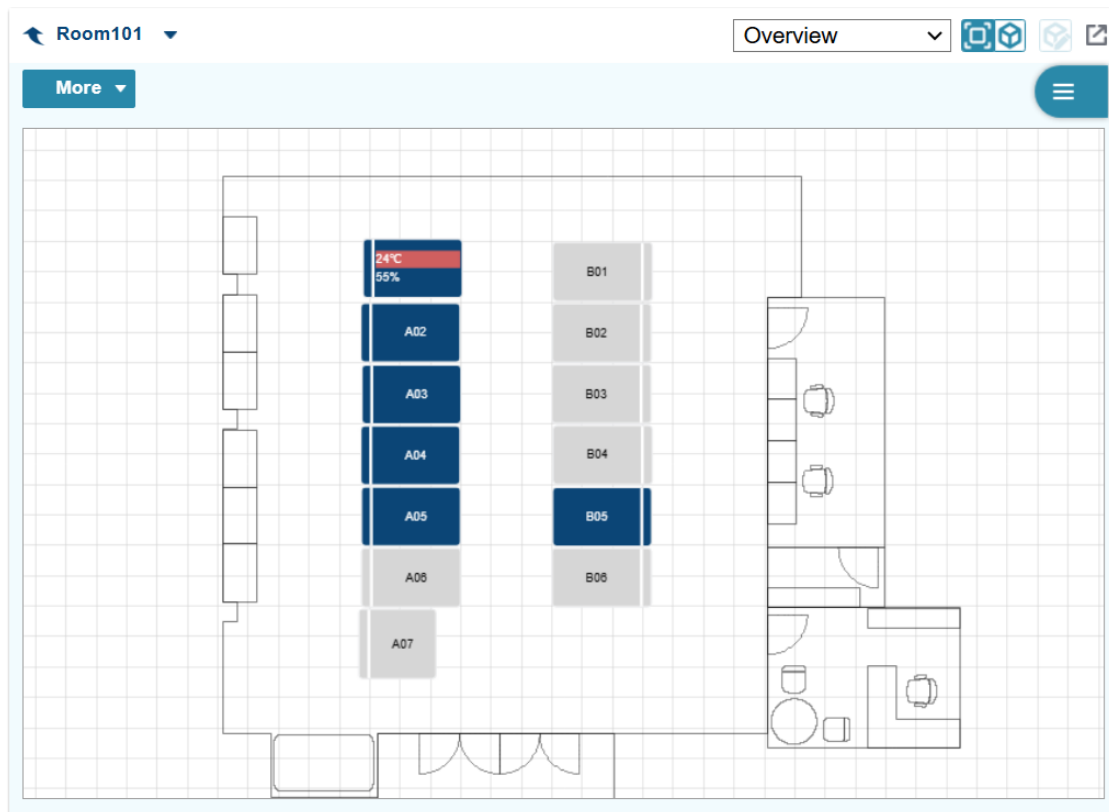 Room101
Overview
More
24℃
55%
B01
A02
B02
A03
B03
A04
B04
A05
B05
A06
B06
A07